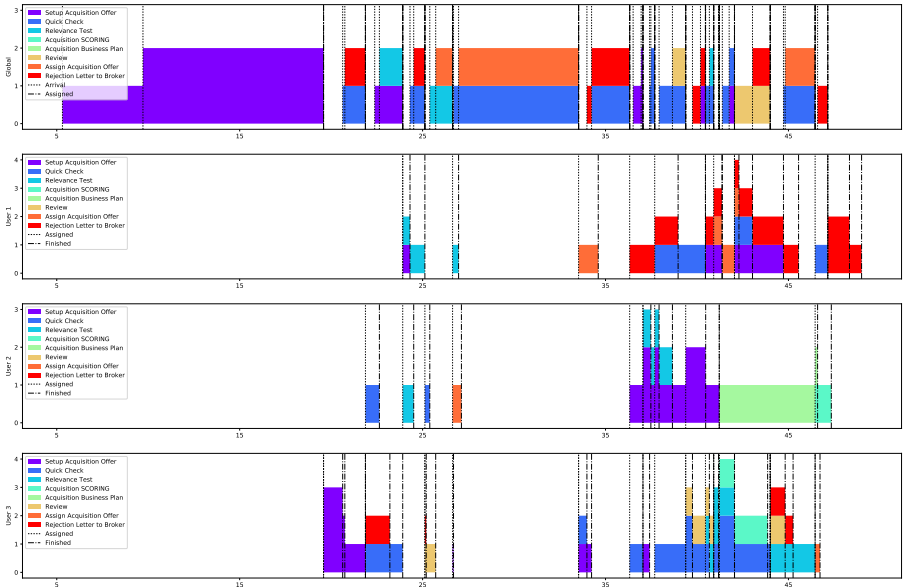 3
2
1
0
Global
Setup Acquisition Offer
Quick Check
Relevance Test
Acquisition SCORING
Acquisition Business Plan
Review
Assign Acquisition Offer
Rejection Letter to Broker
Arrival
Assigned
5 15 25 35 45
4
3
2
1
0
User 1
Setup Acquisition Offer
Quick Check
Relevance Test
Acquisition SCORING
Acquisition Business Plan
Review
Assign Acquisition Offer
Rejection Letter to Broker
Assigned
Finished
5 15 25 35 45
3
2
1
0
User 2
Setup Acquisition Offer
Quick Check
Relevance Test
Acquisition SCORING
Acquisition Business Plan
Review
Assign Acquisition Offer
Rejection Letter to Broker
Assigned
Finished
5 15 25 35 45
4
3
2
1
0
User 3
Setup Acquisition Offer
Quick Check
Relevance Test
Acquisition SCORING
Acquisition Business Plan
Review
Assign Acquisition Offer
Rejection Letter to Broker
Assigned
Finished
5 15 25 35 45